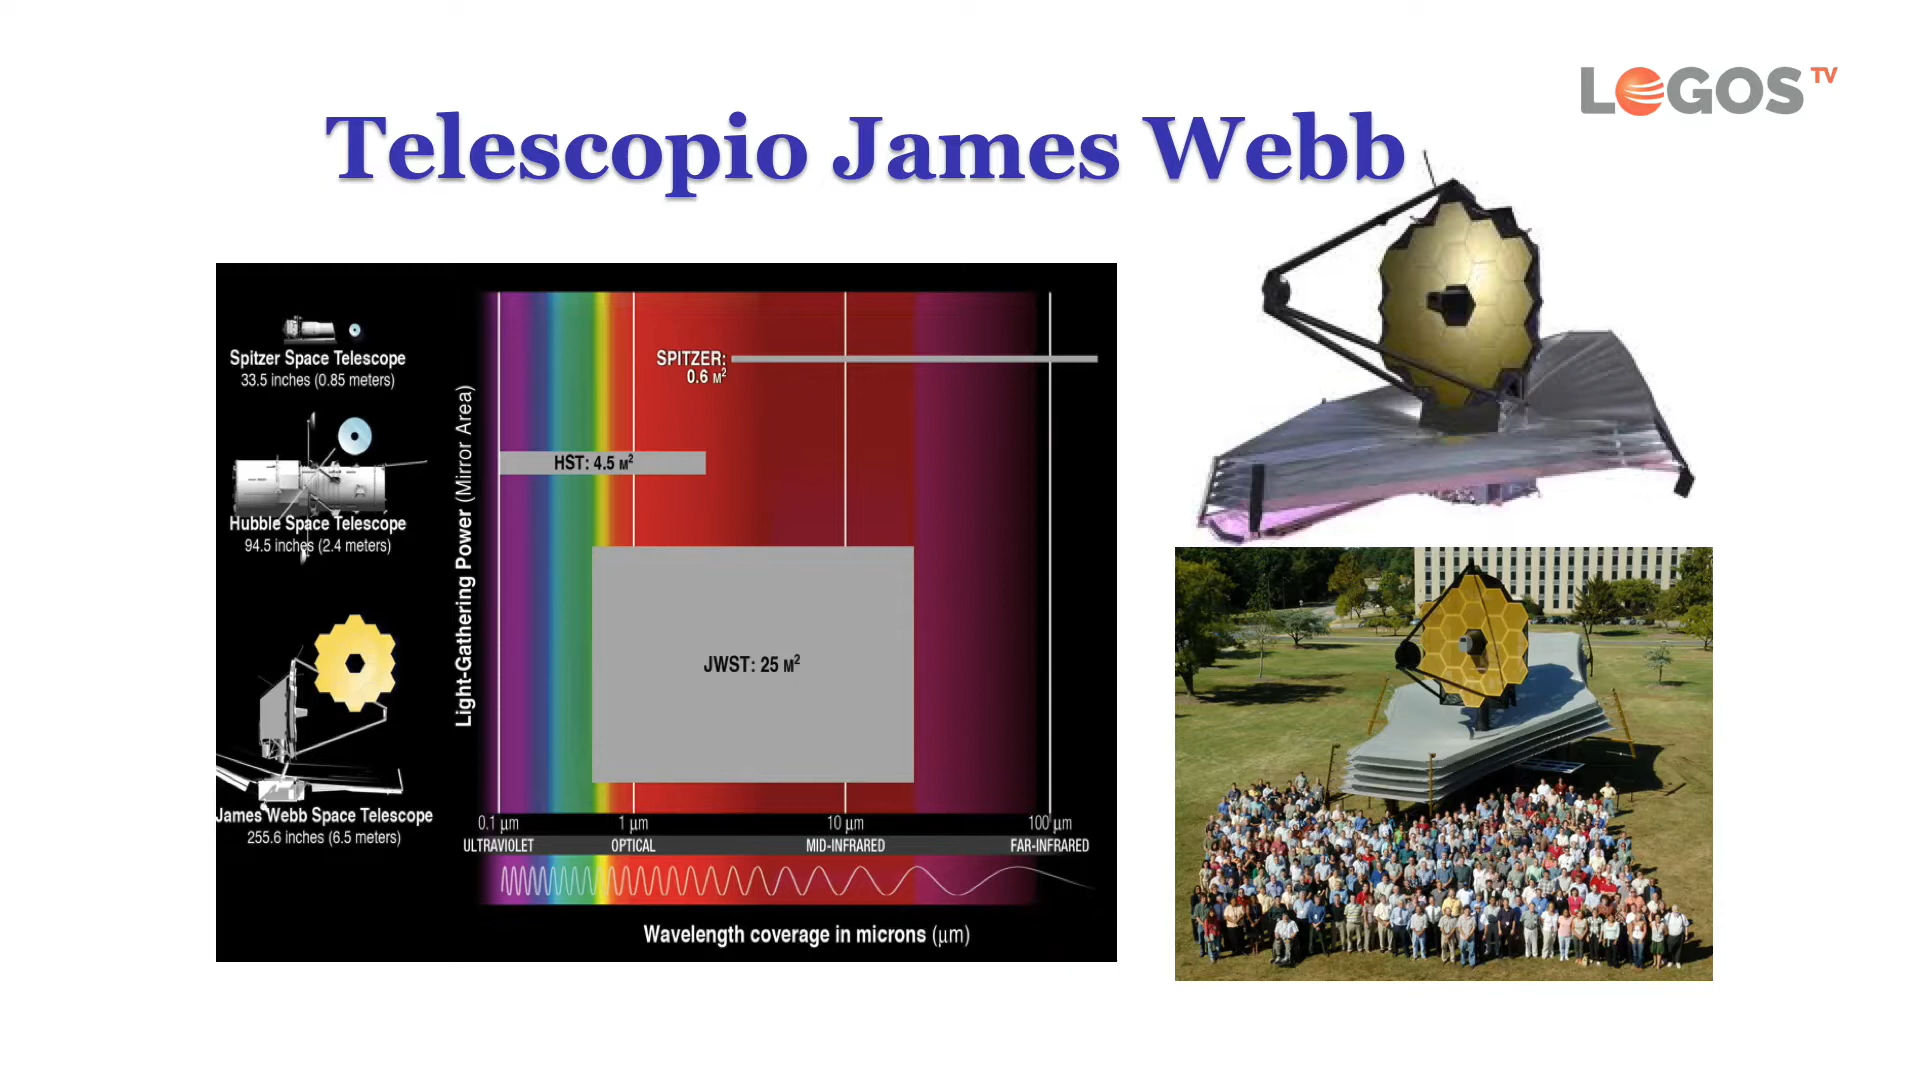 LOGOS TV
Telescopio James Webb
Spitzer Space Telescope
33.5 inches (0.85 meters)
Hubble Space Telescope
94.5 inches (2.4 meters)
James Webb Space Telescope
255.6 inches (6.5 meters)
Light-Gathering Power (Mirror Area)
SPITZER:
0.6 M²
HST: 4.5 M²
JWST: 25 M²
0.1 µm 1 µm 10 µm 100 µm
ULTRAVIOLET OPTICAL MID-INFRARED FAR-INFRARED
Wavelength coverage in microns (µm)